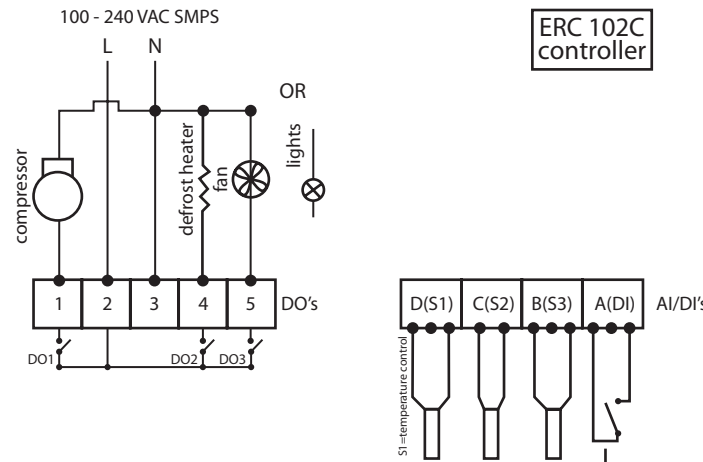 100 - 240 VAC SMPS
L N
ERC 102C
controller
OR
compressor
defrost heater
fan
lights
1 2 3 4 5 DO's
DO1 DO2 DO3
D(S1) C(S2) B(S3) A(DI) AI/DI's
S1=temperature control